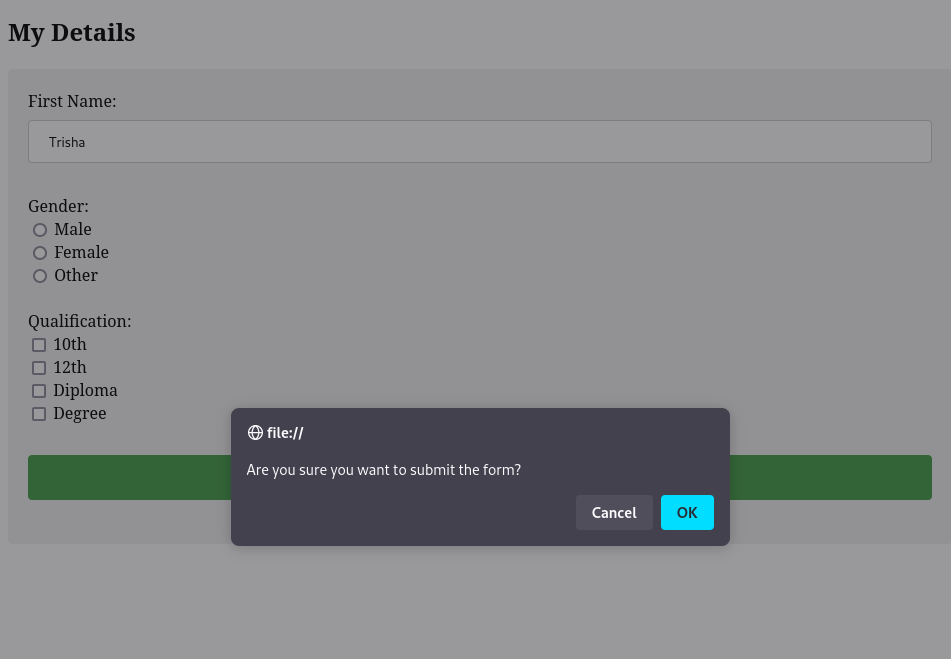 My Details
First Name:
Trisha
Gender:
Male
Female
Other
Qualification:
10th
12th
Diploma
Degree
file://
Are you sure you want to submit the form?
Cancel OK